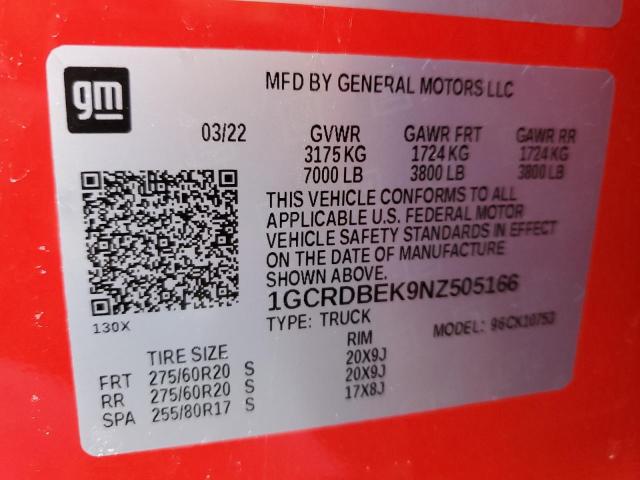 gm
MFD BY GENERAL MOTORS LLC
03/22 GVWR GAWR FRT GAWR RR
3175 KG 1724 KG 1724 KG
7000 LB 3800 LB 3800 LB
THIS VEHICLE CONFORMS TO ALL
APPLICABLE U.S. FEDERAL MOTOR
VEHICLE SAFETY STANDARDS IN EFFECT
ON THE DATE OF MANUFACTURE
SHOWN ABOVE.
1GCRDBEK9NZ505166
130X
TYPE: TRUCK MODEL: 96CK10753
TIRE SIZE RIM
FRT 275/60R20 S 20X9J
RR 275/60R20 S 20X9J
SPA 255/80R17 S 17X8J